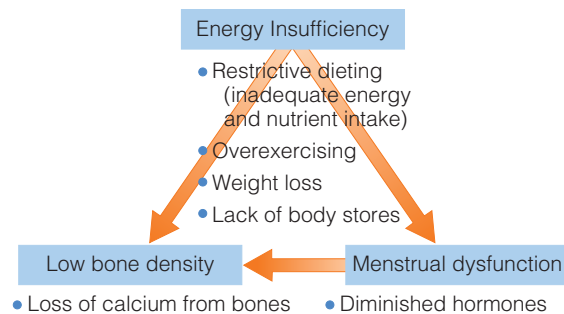 Energy Insufficiency
• Restrictive dieting
(inadequate energy
and nutrient intake)
• Overexercising
• Weight loss
• Lack of body stores
Low bone density
Menstrual dysfunction
• Loss of calcium from bones
• Diminished hormones